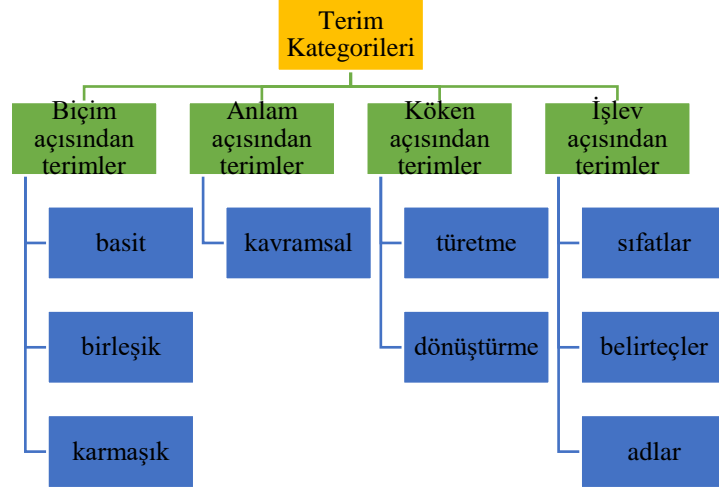 Terim
Kategorileri
Biçim
açısından
terimler
Anlam
açısından
terimler
Köken
açısından
terimler
İşlev
açısından
terimler
basit
kavramsal
türetme
sıfatlar
birleşik
dönüştürme
belirteçler
karmaşık
adlar